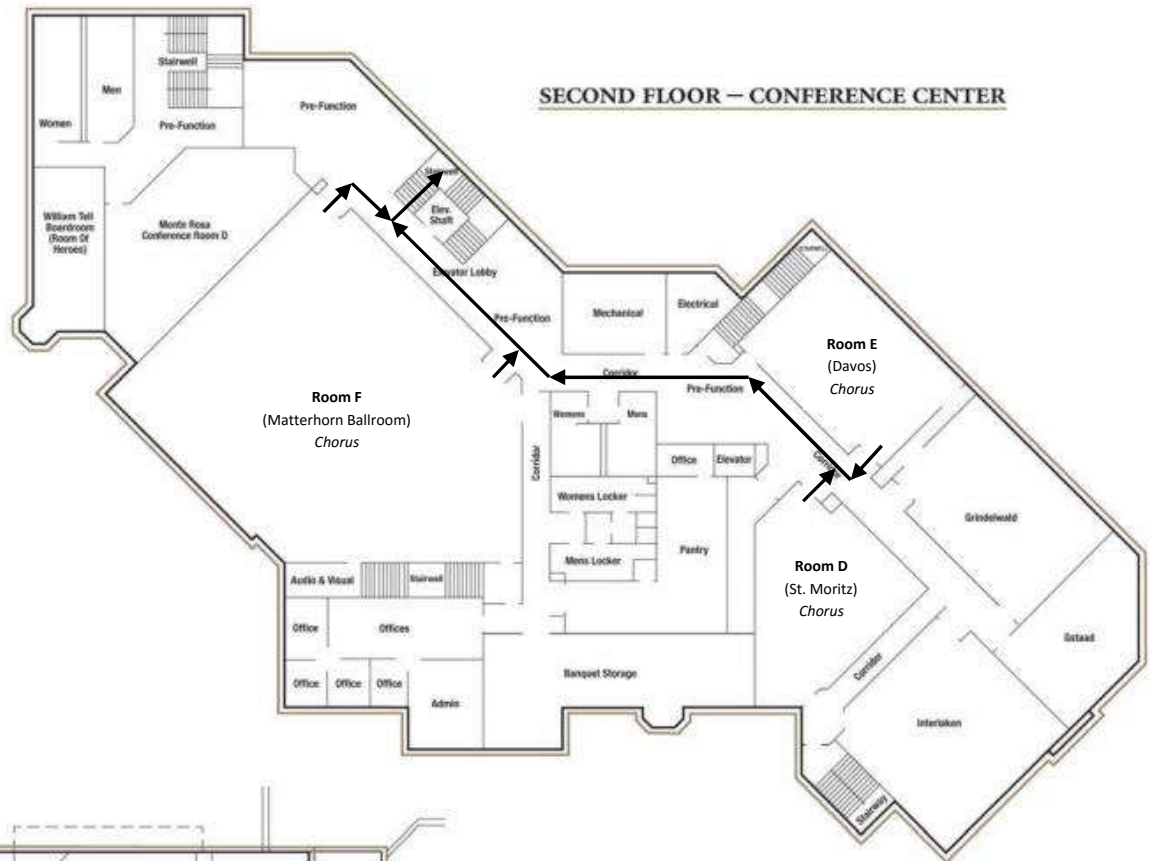 SECOND FLOOR – CONFERENCE CENTER
Stairwell
Men
Pre-Function
Women
Pre-Function
Stairwell
William Tell
Boardroom
(Room Of
Heroes)
Monte Rosa
Conference Room D
Elev.
Shaft
Elevator Lobby
Mechanical
Electrical
Pre-Function
Room E
(Davos)
Chorus
Corridor
Pre-Function
Room F
(Matterhorn Ballroom)
Chorus
Womens
Mens
Corridor
Office
Elevator
Corridor
Womens Locker
Grindelwald
Mens Locker
Pantry
Room D
(St. Moritz)
Chorus
Audio & Visual
Stairwell
Office
Offices
Gstaad
Corridor
Banquet Storage
Office
Office
Office
Admin
Interlaken
Stairway